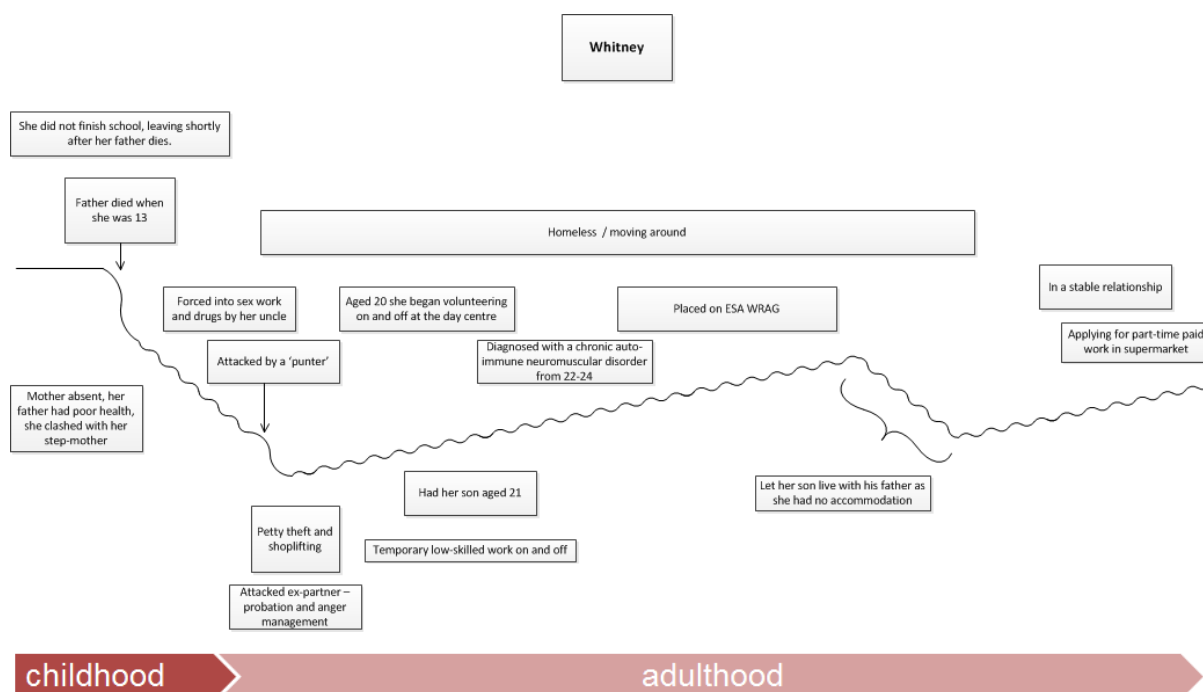 Whitney
She did not finish school, leaving shortly
after her father dies.
Father died when
she was 13
Homeless / moving around
Forced into sex work
and drugs by her uncle
Aged 20 she began volunteering
on and off at the day centre
Placed on ESA WRAG
In a stable relationship
Attacked by a ‘punter’
Diagnosed with a chronic auto-
immune neuromuscular disorder
from 22-24
Applying for part-time paid
work in supermarket
Mother absent, her
father had poor health,
she clashed with her
step-mother
Had her son aged 21
Let her son live with his father as
she had no accommodation
Petty theft and
shoplifting
Temporary low-skilled work on and off
Attacked ex-partner –
probation and anger
management
childhood
adulthood